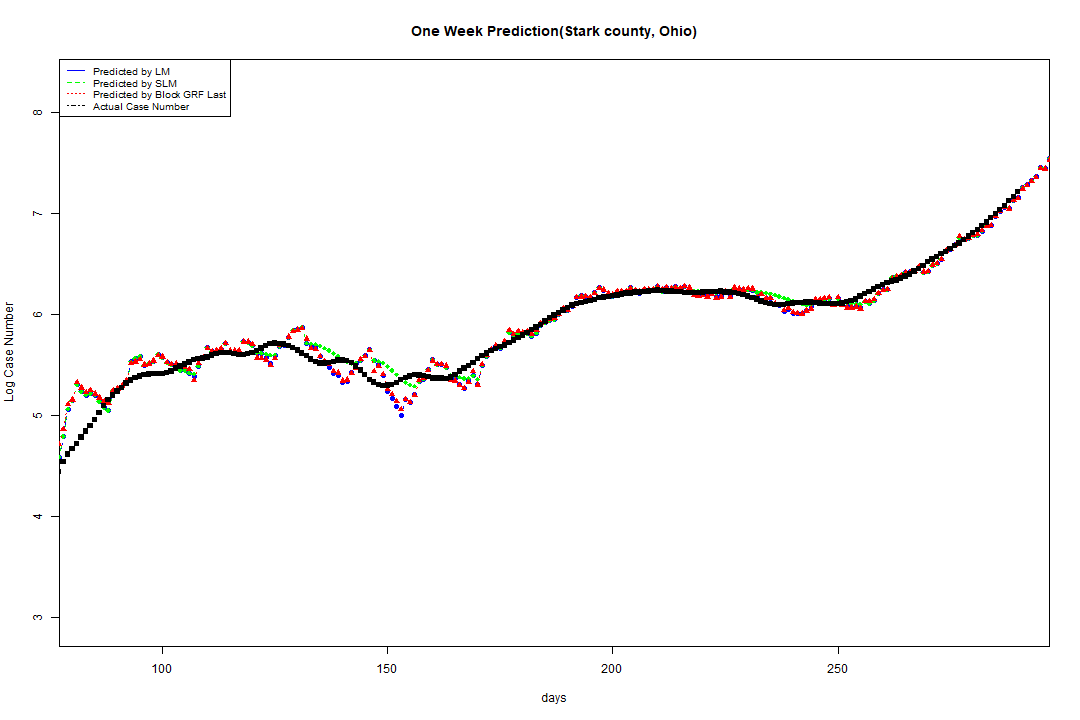 One Week Prediction(Stark county, Ohio)
Predicted by LM
Predicted by SLM
Predicted by Block GRF Last
Actual Case Number
8
7
6
5
4
3
Log Case Number
100 150 200 250
days